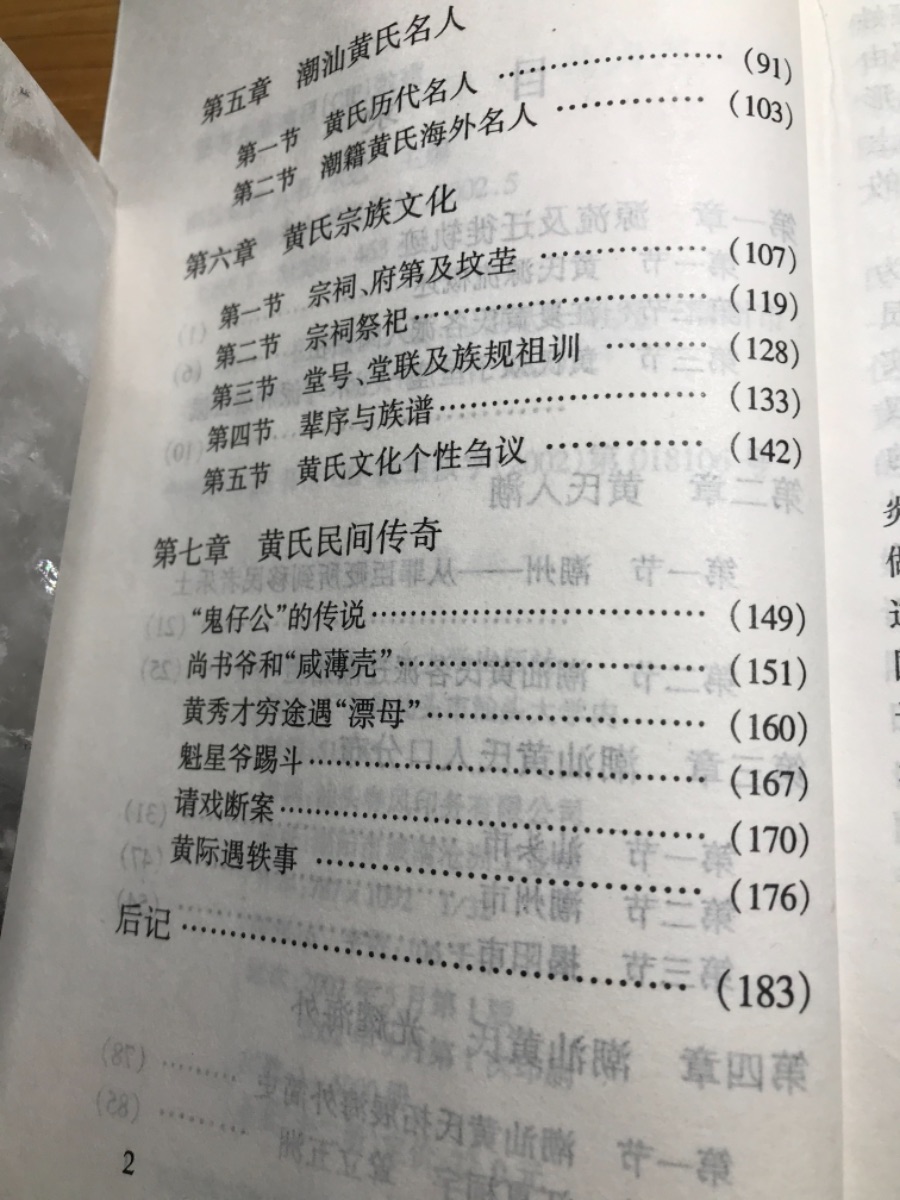 第五章 潮汕黄氏名人
第一节 黄氏历代名人 ………………… (91)
第二节 潮籍黄氏海外名人 ………… (103)
第六章 黄氏宗族文化
第一节 宗祠、府第及坟茔 ………… (107)
第二节 宗祠祭祀 ……………………… (119)
第三节 堂号、堂联及族规祖训 ……… (128)
第四节 辈序与族谱 …………………… (133)
第五节 黄氏文化个性刍议 ………… (142)
第七章 黄氏民间传奇
“鬼仔公”的传说 ………………………… (149)
尚书爷和“咸薄壳” ……………………… (151)
黄秀才穷途遇“漂母” …………………… (160)
魁星爷踢斗 ……………………………… (167)
请戏断案 ………………………………… (170)
黄际遇轶事 ……………………………… (176)
后记 ………………………………………… (183)
2